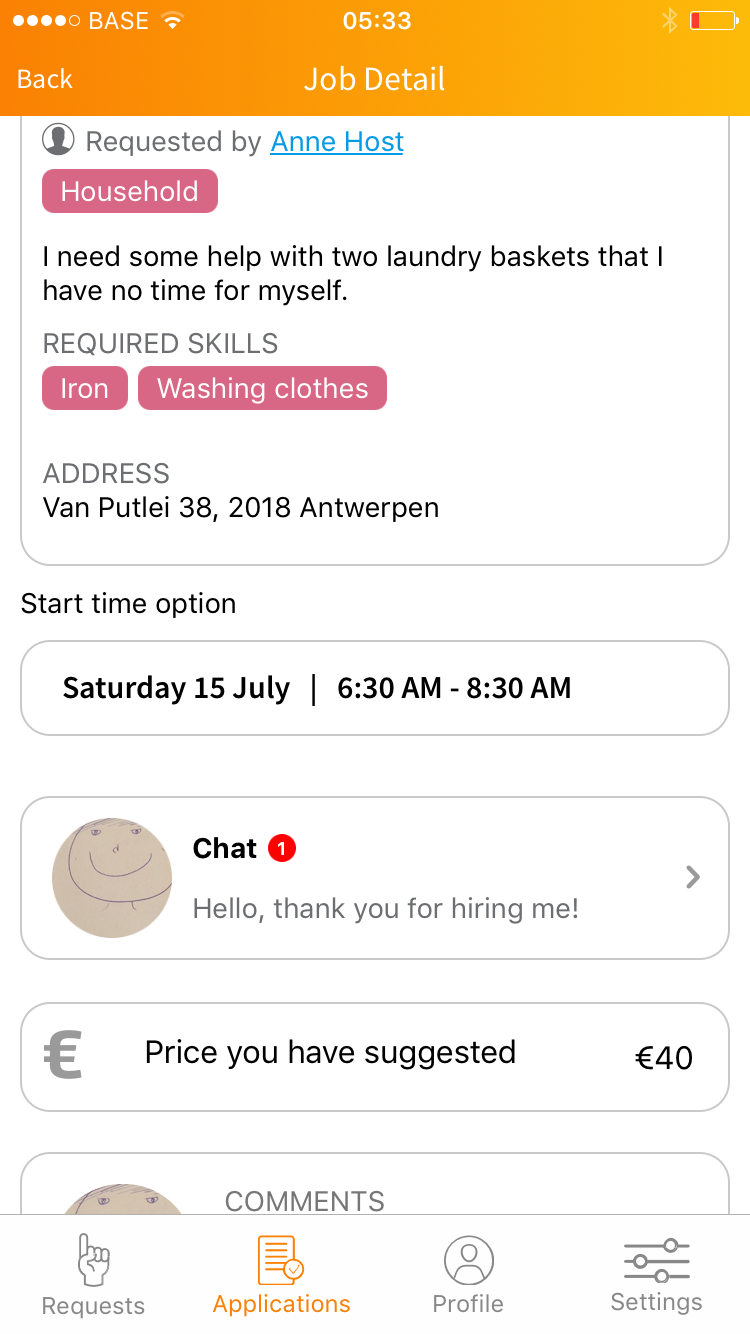 BASE 05:33
Back Job Detail
Requested by Anne Host
Household
I need some help with two laundry baskets that I
have no time for myself.
REQUIRED SKILLS
Iron Washing clothes
ADDRESS
Van Putlei 38, 2018 Antwerpen
Start time option
Saturday 15 July | 6:30 AM - 8:30 AM
Chat 1
Hello, thank you for hiring me!
€ Price you have suggested €40
COMMENTS
Requests Applications Profile Settings